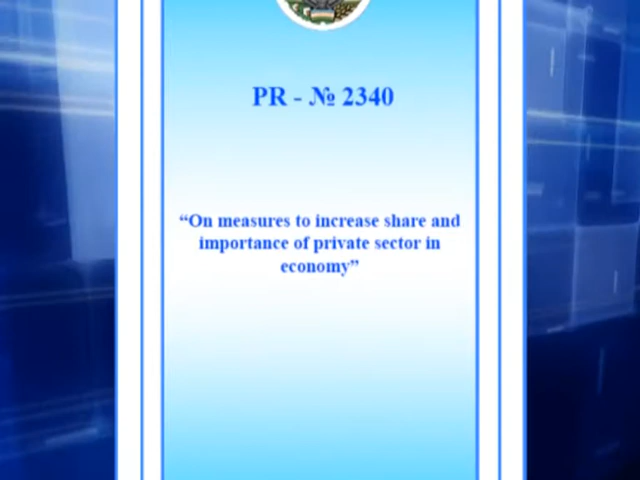 PR - № 2340
“On measures to increase share and
importance of private sector in
economy”